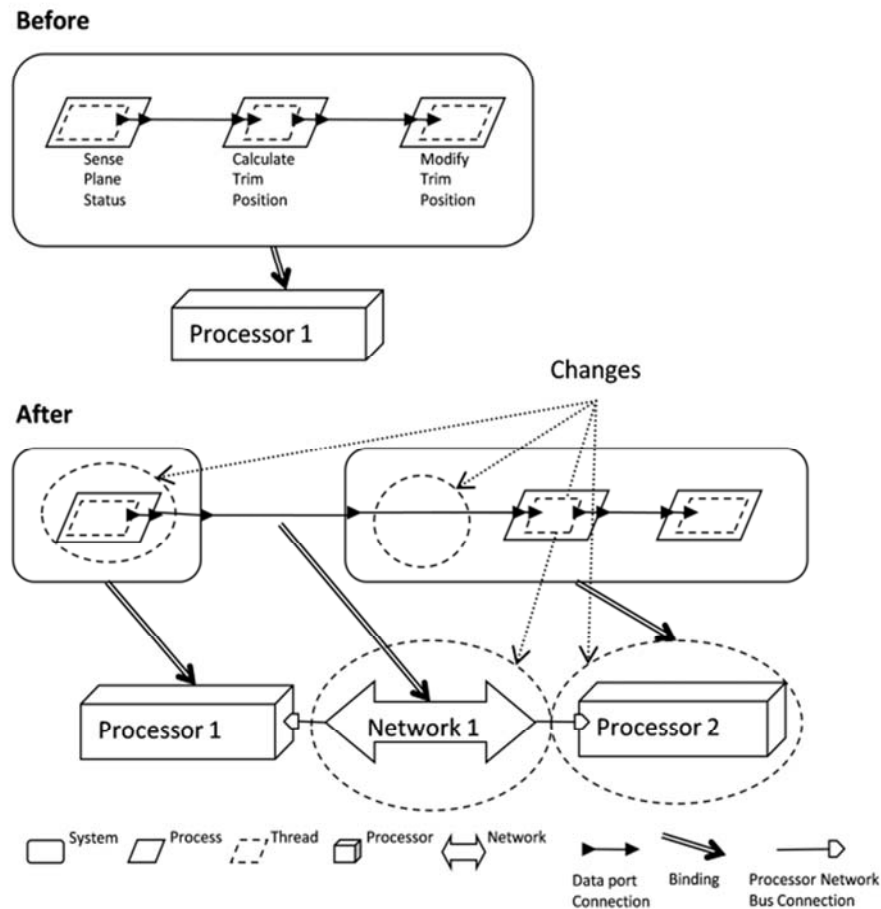 Before
Sense
Plane
Status
Calculate
Trim
Position
Modify
Trim
Position
Processor 1
Changes
After
Processor 1
Network 1
Processor 2
System
Process
Thread
Processor
Network
Data port
Connection
Binding
Processor Network
Bus Connection